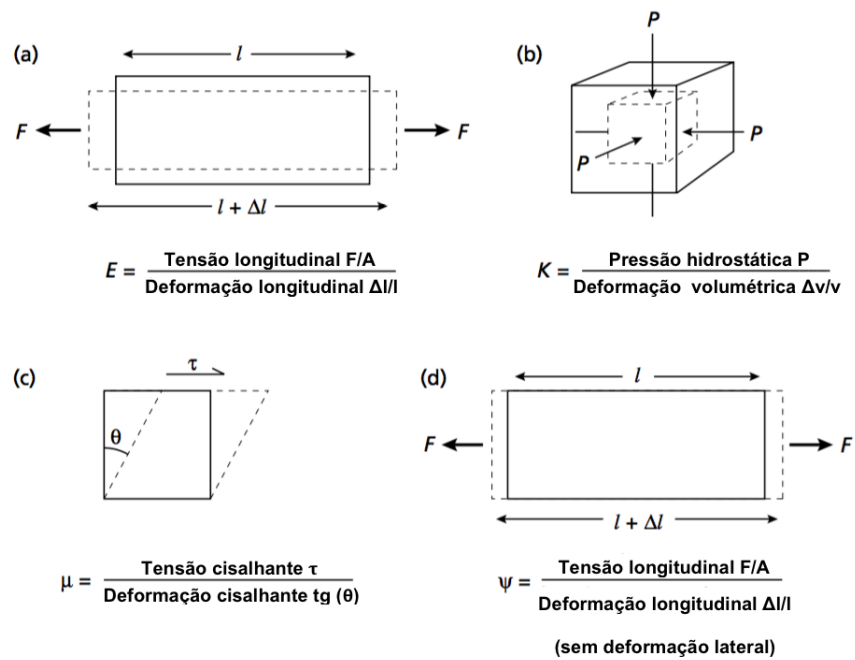 (a)
l
F
F
l + Δl
E = Tensão longitudinal F/A
Deformação longitudinal Δl/l
(b)
P
P
P
K = Pressão hidrostática P
Deformação volumétrica Δv/v
(c)
τ
θ
μ = Tensão cisalhante τ
Deformação cisalhante tg (θ)
(d)
l
F
F
l + Δl
ψ = Tensão longitudinal F/A
Deformação longitudinal Δl/l
(sem deformação lateral)